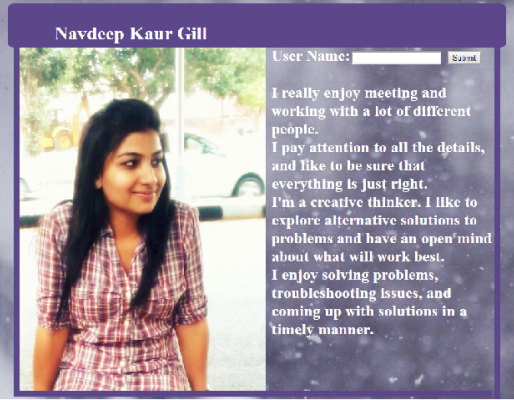 Navdeep Kaur Gill
User Name: Submit
I really enjoy meeting and
working with a lot of different
people.
I pay attention to all the details,
and like to be sure that
everything is just right.
I'm a creative thinker. I like to
explore alternative solutions to
problems and have an open mind
about what will work best.
I enjoy solving problems,
troubleshooting issues, and
coming up with solutions in a
timely manner.